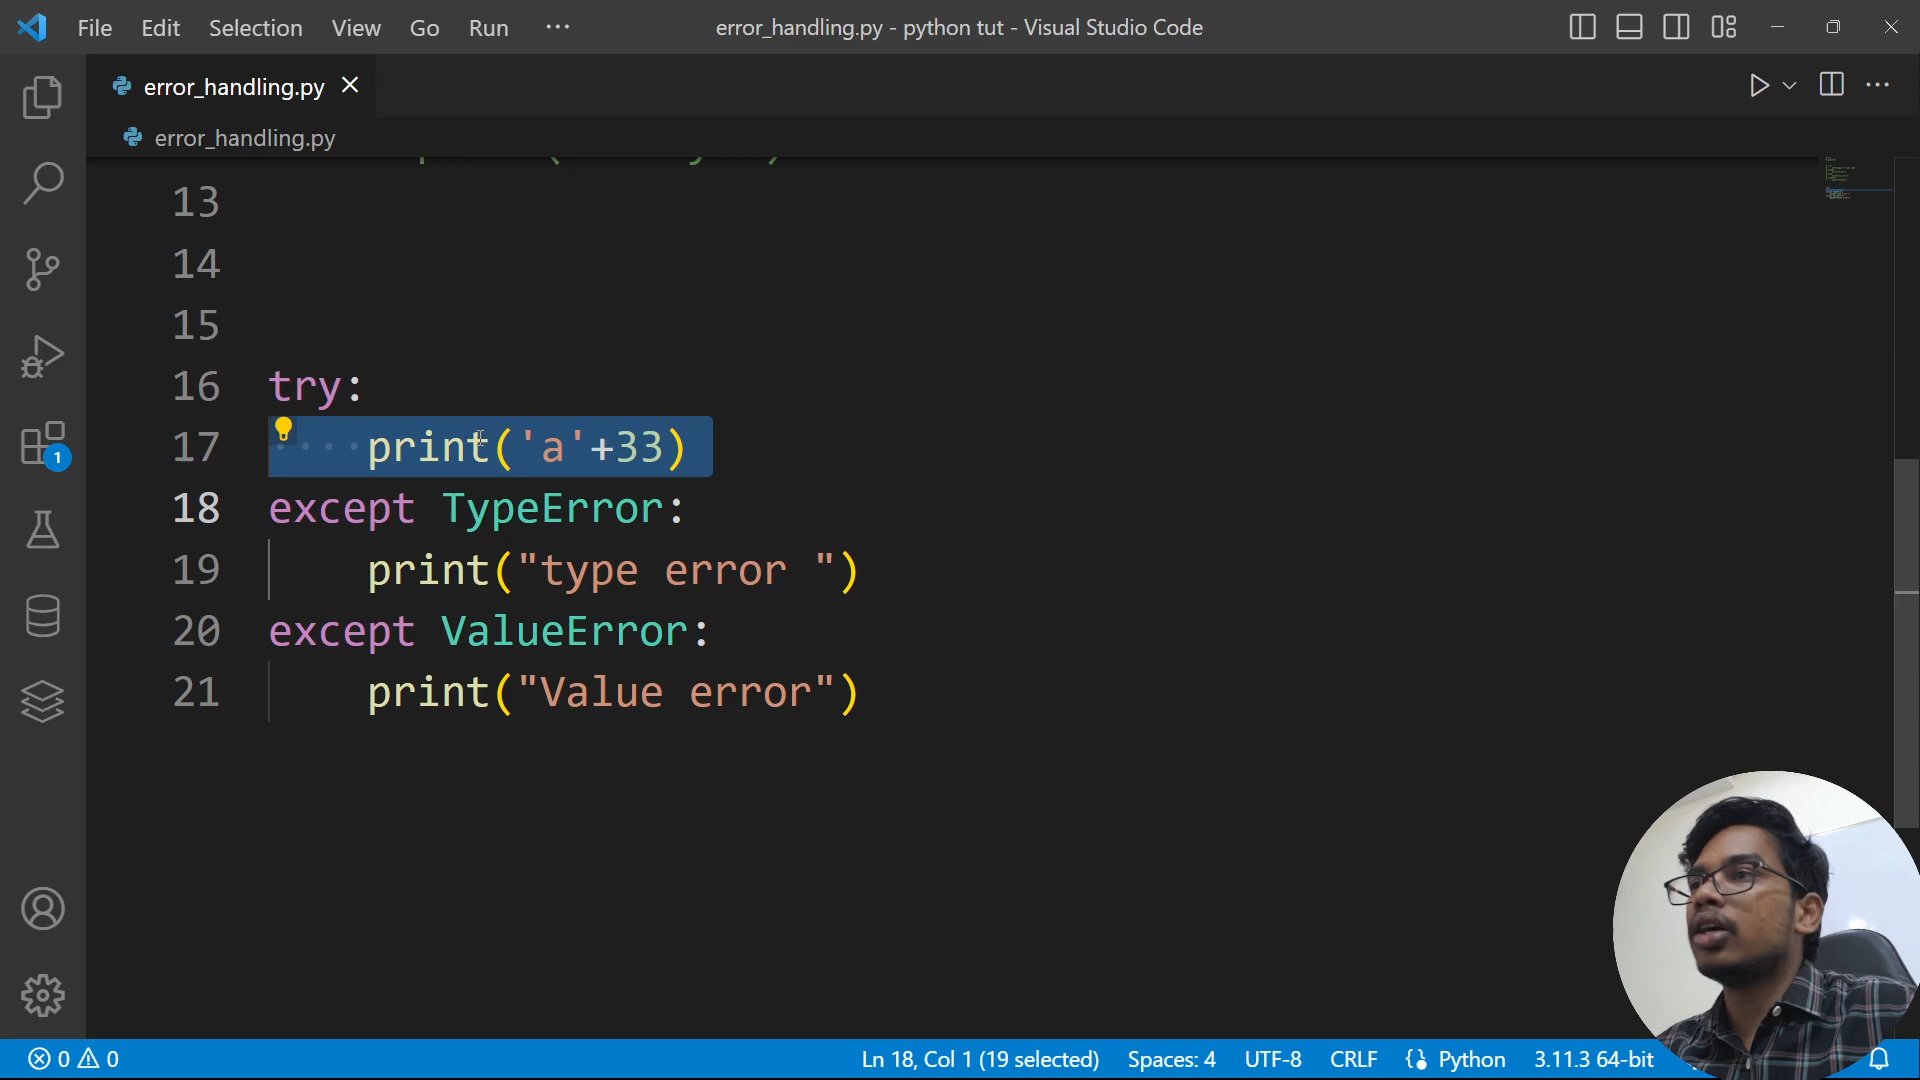 File Edit Selection View Go Run ··· error_handling.py - python tut - Visual Studio Code
error_handling.py
error_handling.py
13
14
15
16 try:
17 print('a'+33)
18 except TypeError:
19 print("type error ")
20 except ValueError:
21 print("Value error")
1
0 0 Ln 18, Col 1 (19 selected) Spaces: 4 UTF-8 CRLF Python 3.11.3 64-bit